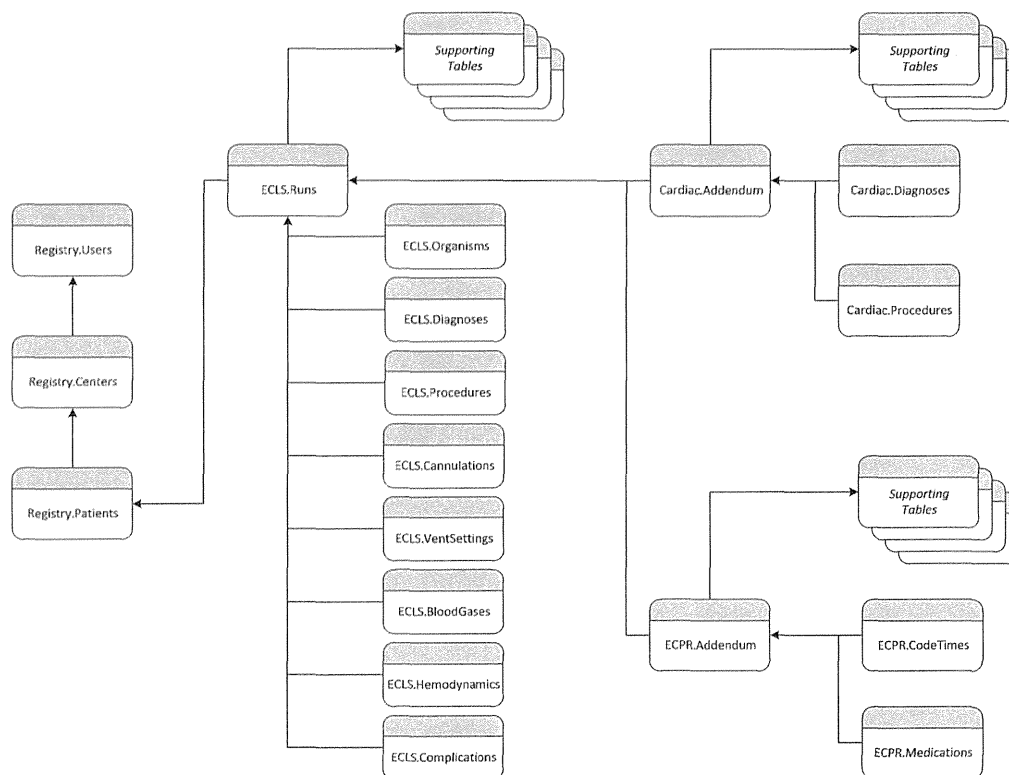 Supporting
Tables
Supporting
Tables
ECLS.Runs
Cardiac.Addendum
Cardiac.Diagnoses
Registry.Users
ECLS.Organisms
Cardiac.Procedures
ECLS.Diagnoses
Registry.Centers
ECLS.Procedures
ECLS.Cannulations
Supporting
Tables
Registry.Patients
ECLS.VentSettings
ECLS.BloodGases
ECPR.Addendum
ECPR.CodeTimes
ECLS.Hemodynamics
ECLS.Complications
ECPR.Medications